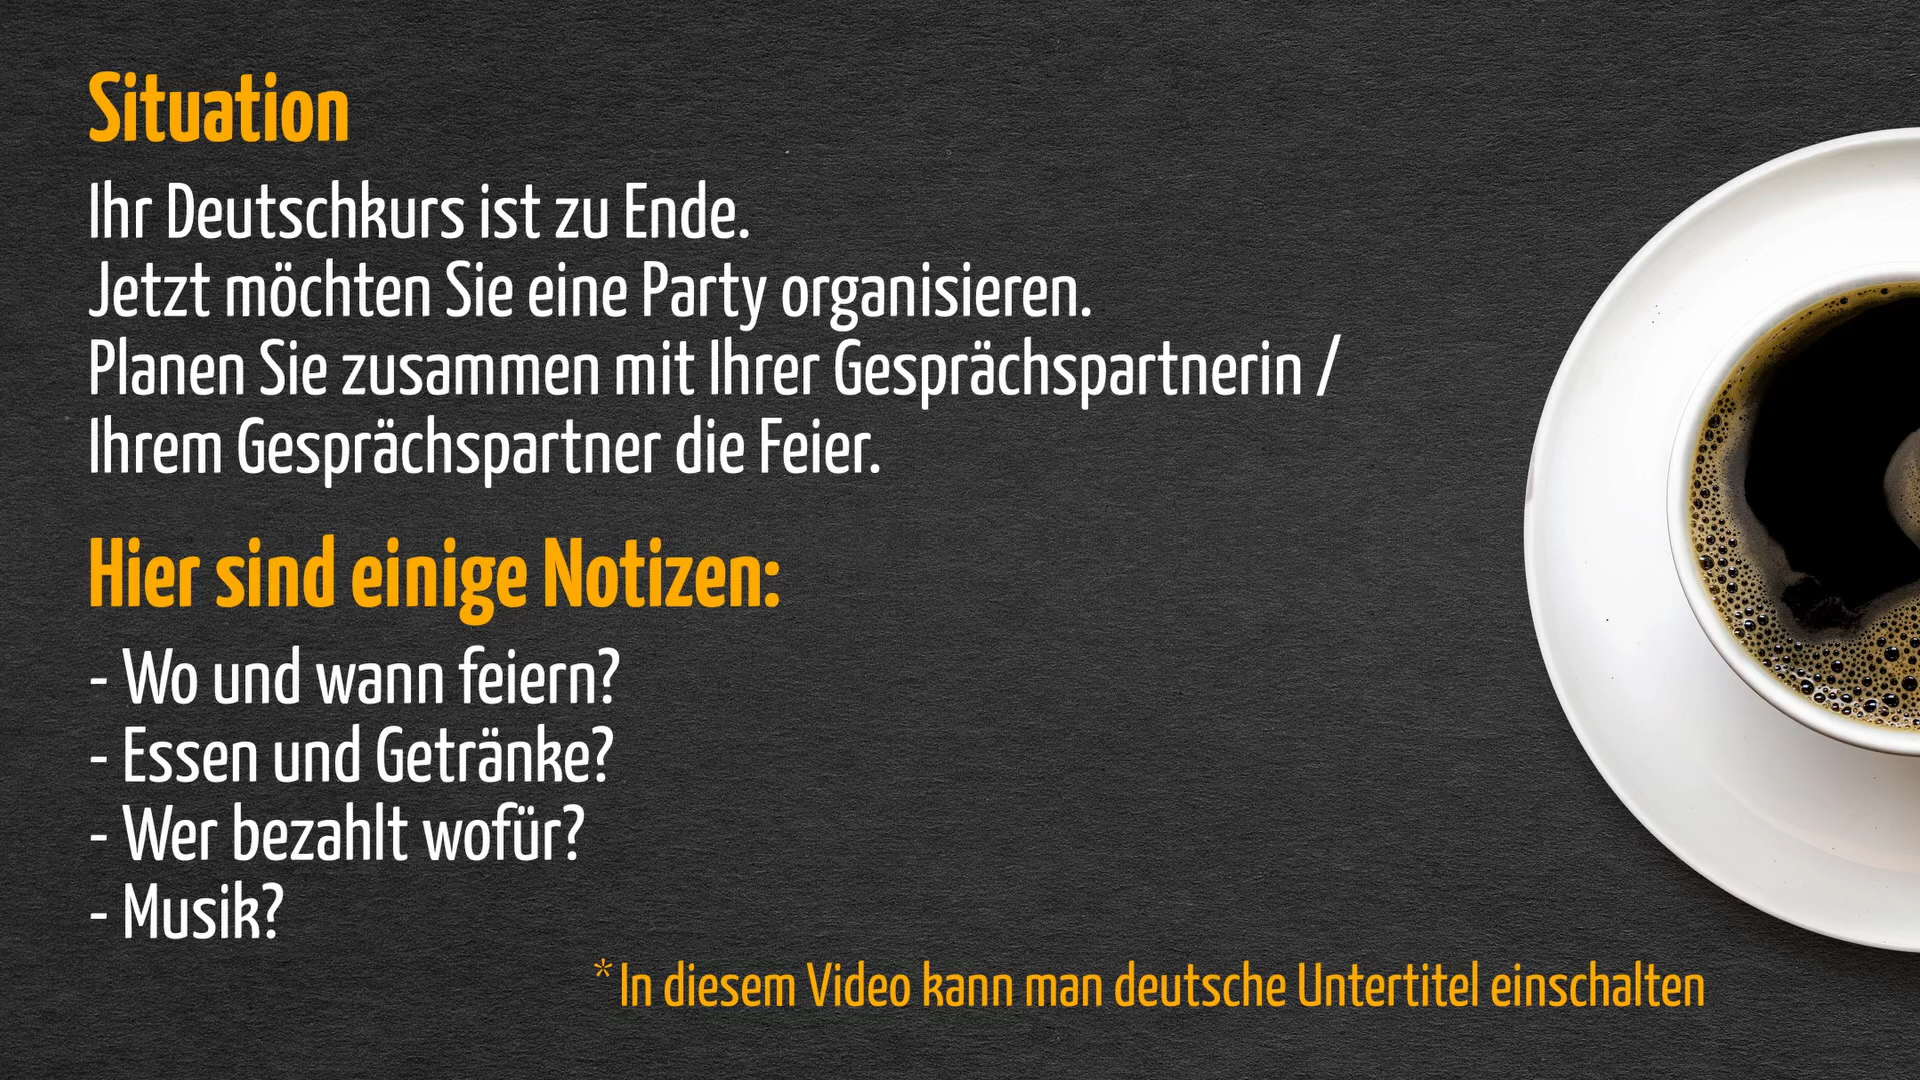 Situation
Ihr Deutschkurs ist zu Ende.
Jetzt möchten Sie eine Party organisieren.
Planen Sie zusammen mit Ihrer Gesprächspartnerin /
Ihrem Gesprächspartner die Feier.
Hier sind einige Notizen:
- Wo und wann feiern?
- Essen und Getränke?
- Wer bezahlt wofür?
- Musik?
* In diesem Video kann man deutsche Untertitel einschalten